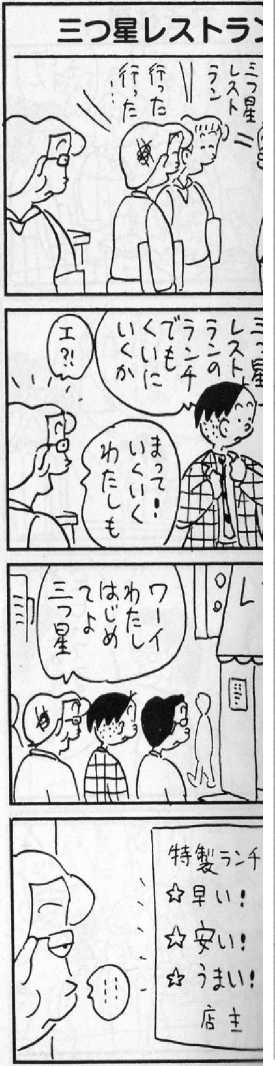 三つ星レストラン
三つ星
レスト
ラン
行った
行った…
三つ星
レスト
ランの
ランチ
でも
くいに
いくか
エ?!
まって!
いくいく
わたしも
レ
ワーイ
わたし
はじめ
てよ
三つ星
特製ランチ
☆早い!
☆安い!
☆うまい!
店主
……